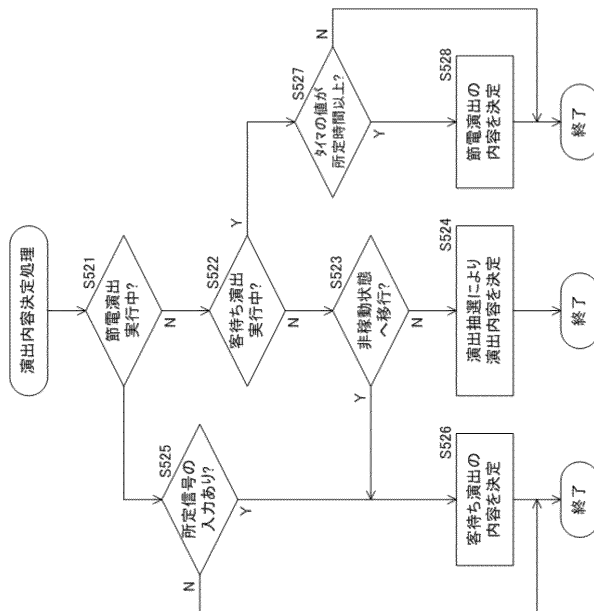 演出内容決定処理
S521
節電演出
実行中?
N
S522
客待ち演出
実行中?
Y
N
S523
非稼動状態
へ移行?
Y
N
S524
演出抽選により
演出内容を決定
終了
S525
所定信号の
入力あり?
N
Y
S526
客待ち演出の
内容を決定
終了
S527
タイマの値が
所定時間以上?
N
Y
S528
節電演出の
内容を決定
終了